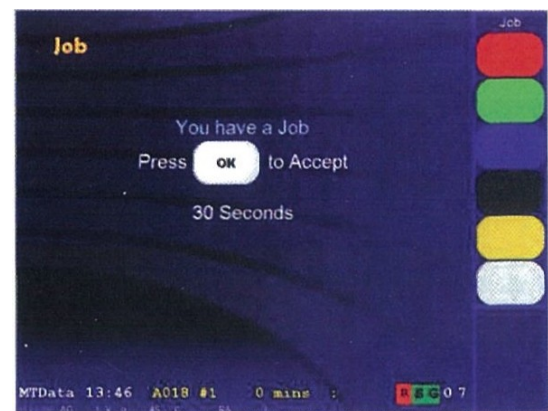 Job
Job
You have a Job
Press OK to Accept
30 Seconds
MTData 13:46 A018 #1 0 mins :
R S G 0 7